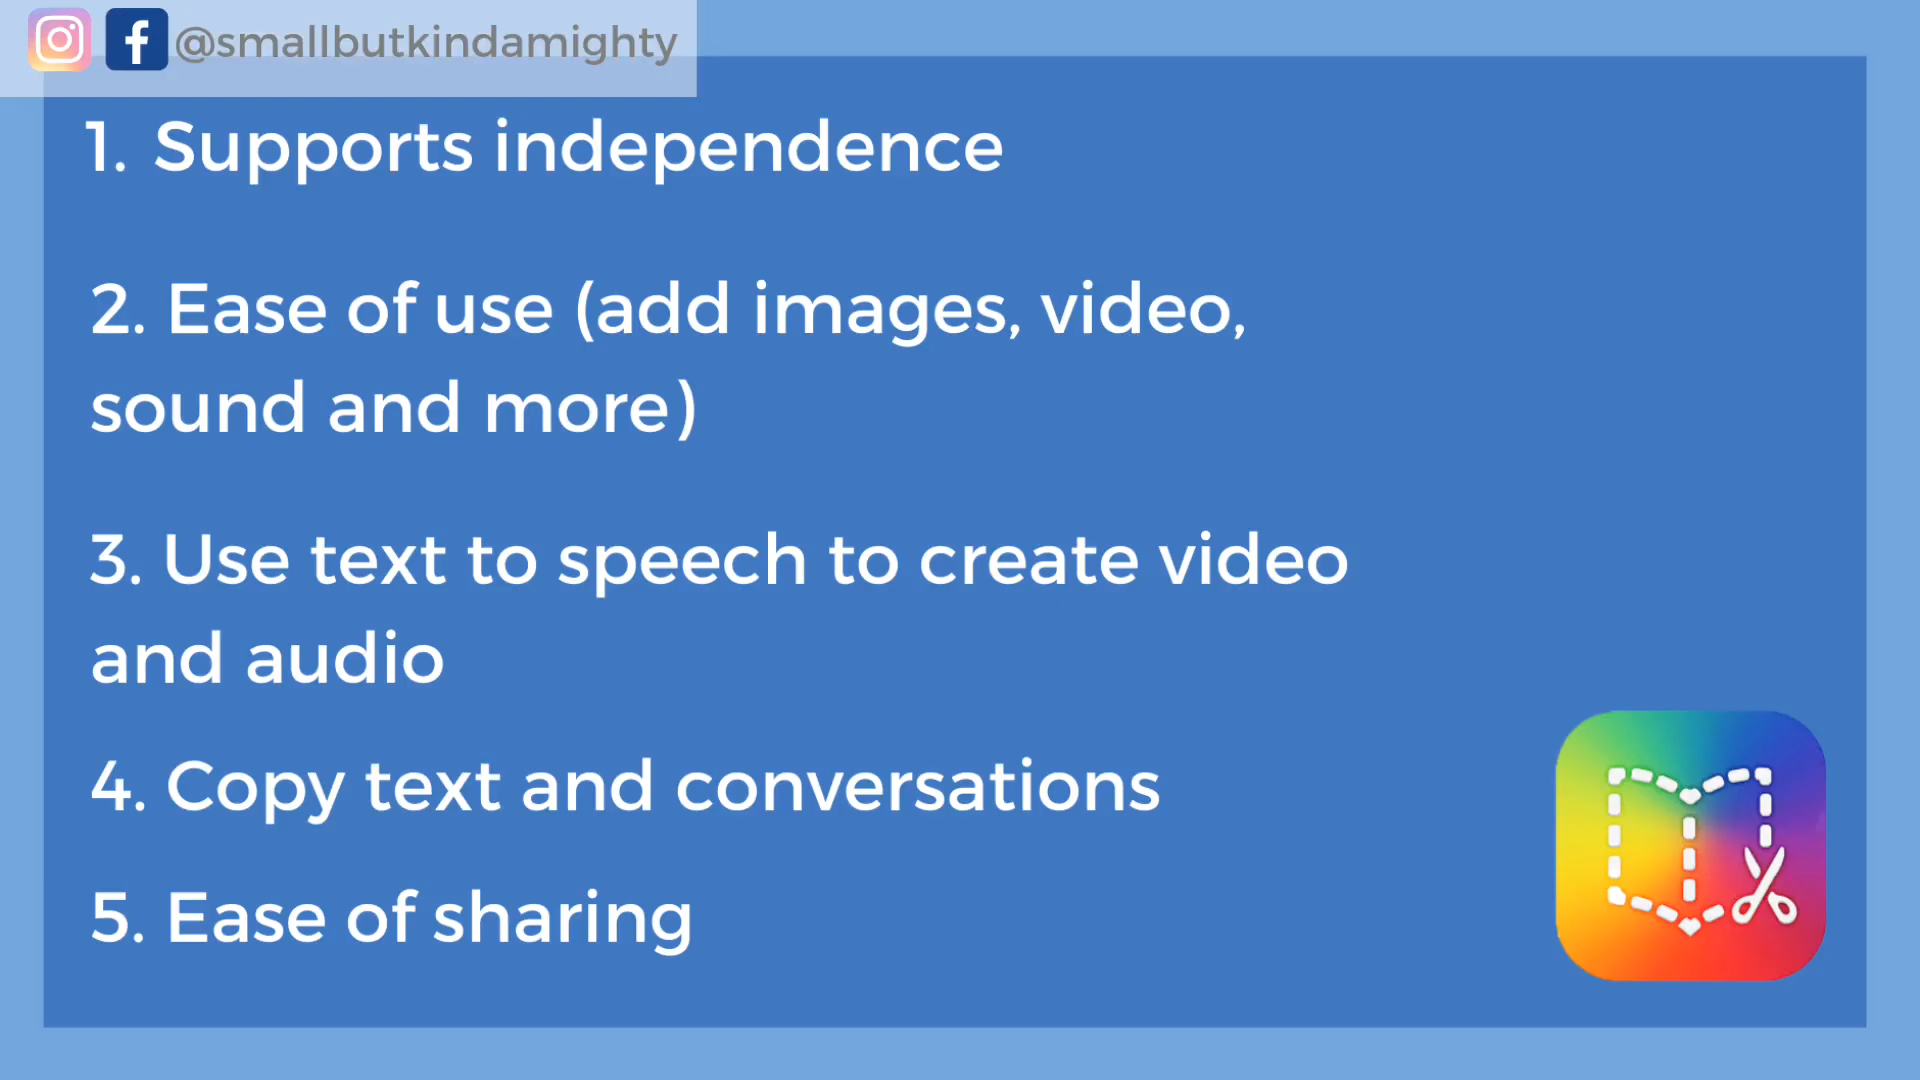 @smallbutkindamighty
1. Supports independence
2. Ease of use (add images, video,
sound and more)
3. Use text to speech to create video
and audio
4. Copy text and conversations
5. Ease of sharing